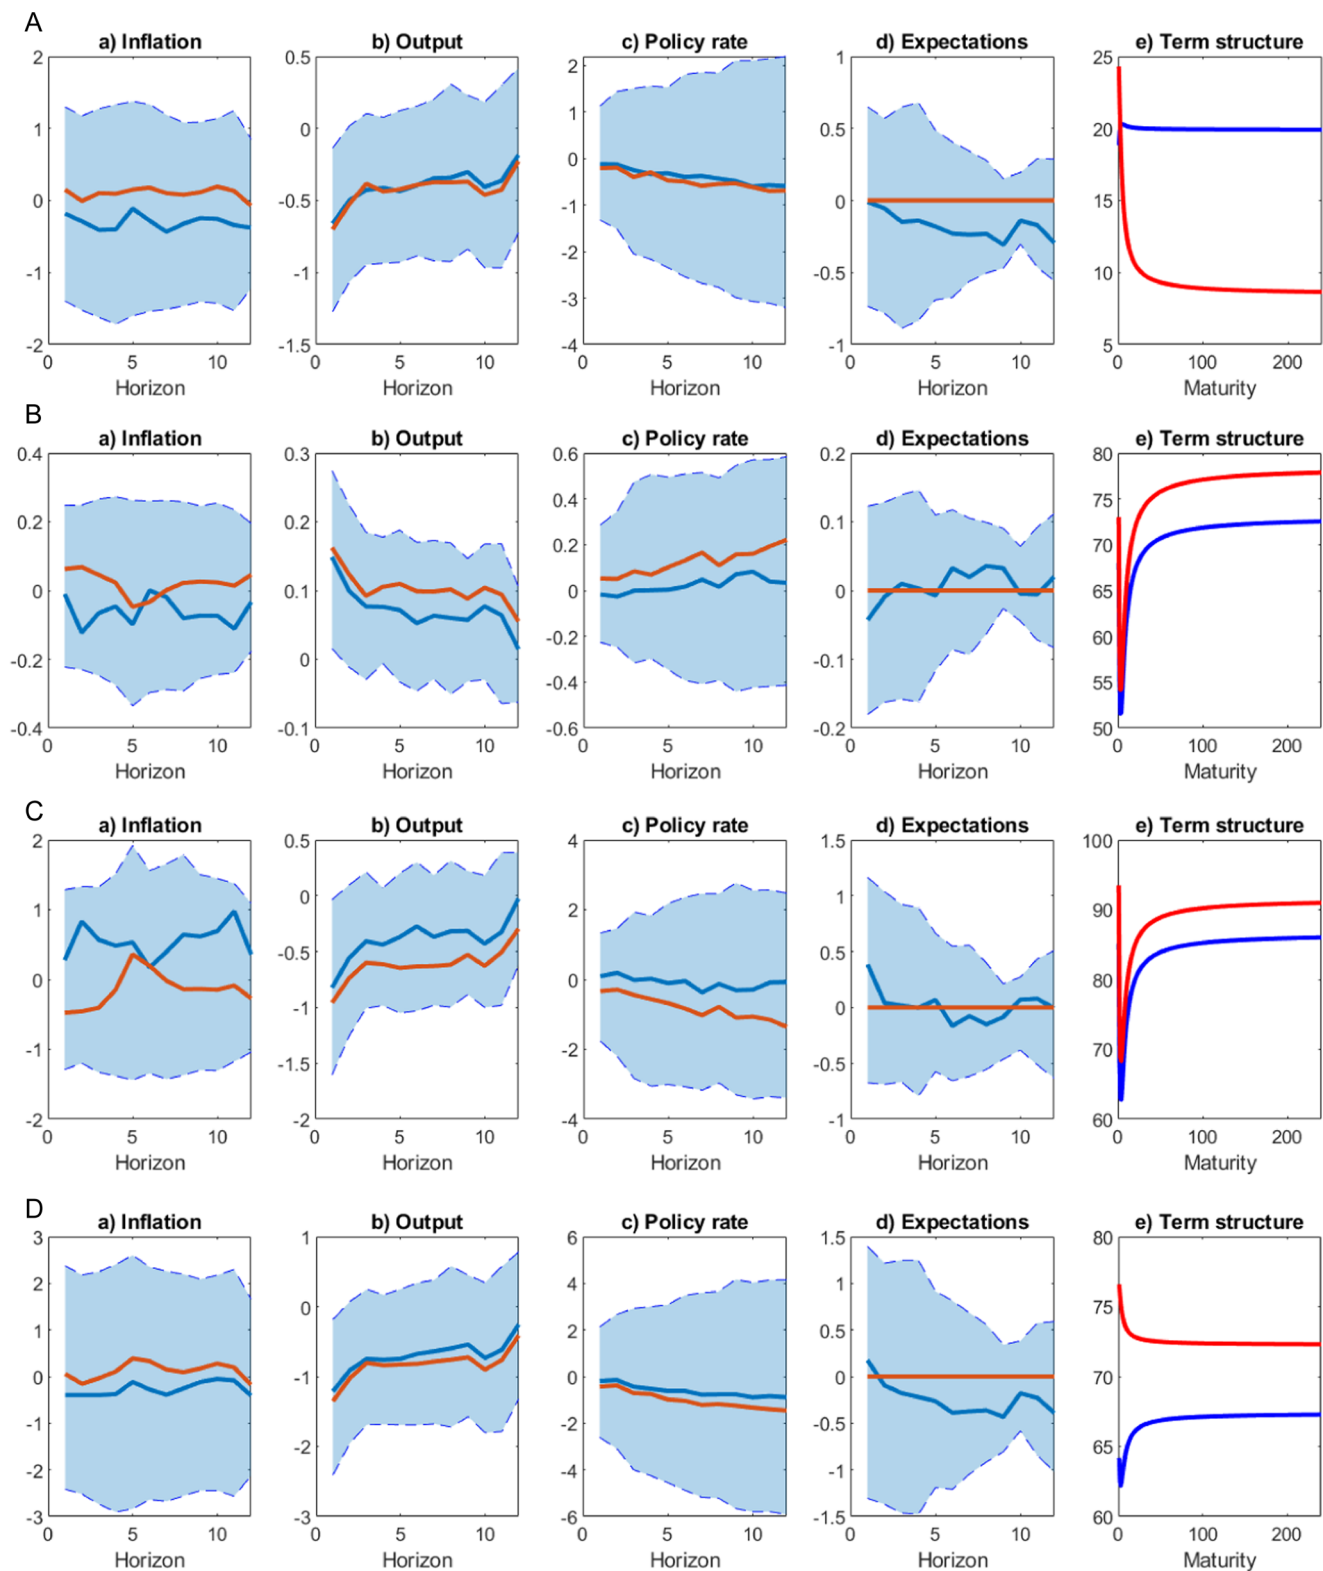 A
a) Inflation b) Output c) Policy rate d) Expectations e) Term structure
2 0.5 2 1 25
1 0 1 0.5 20
0 -0.5 0 0 15
-1 -1 -1 -0.5 10
-2 -1.5 -2 -1 5
-3
-4
0 5 10 0 5 10 0 5 10 0 5 10 0 100 200
Horizon Horizon Horizon Horizon Maturity
B
a) Inflation b) Output c) Policy rate d) Expectations e) Term structure
0.4 0.3 0.6 0.2 80
0.2 0.2 0.4 0.1 75
0 0.1 0.2 0 70
-0.2 0 0 -0.1 65
-0.4 -0.1 -0.2 -0.2 60
-0.4 55
-0.6 50
0 5 10 0 5 10 0 5 10 0 5 10 0 100 200
Horizon Horizon Horizon Horizon Maturity
C
a) Inflation b) Output c) Policy rate d) Expectations e) Term structure
2 0.5 4 1.5 100
1 0 2 1 90
0 -0.5 0 0.5 80
-1 -1 -2 0 70
-2 -1.5 -4 -0.5 60
-2 -1
0 5 10 0 5 10 0 5 10 0 5 10 0 100 200
Horizon Horizon Horizon Horizon Maturity
D
a) Inflation b) Output c) Policy rate d) Expectations e) Term structure
3 1 6 1.5 80
2 0 4 1 75
1 -1 2 0.5 70
0 -2 0 0 65
-1 -3 -2 -0.5 60
-2 -4 -1
-3 -6 -1.5
0 5 10 0 5 10 0 5 10 0 5 10 0 100 200
Horizon Horizon Horizon Horizon Maturity